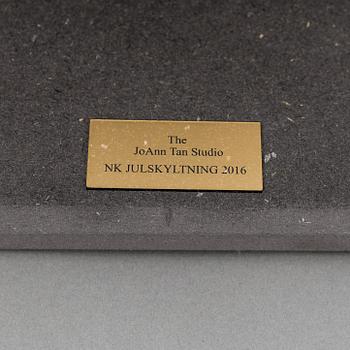 The
JoAnn Tan Studio
NK JULSKYLTNING 2016